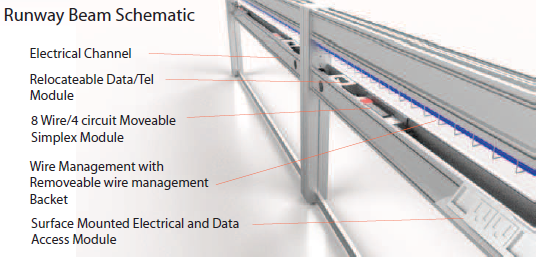 Runway Beam Schematic
Electrical Channel
Relocateable Data/Tel
Module
8 Wire/4 circuit Moveable
Simplex Module
Wire Management with
Removeable wire management
Backet
Surface Mounted Electrical and Data
Access Module